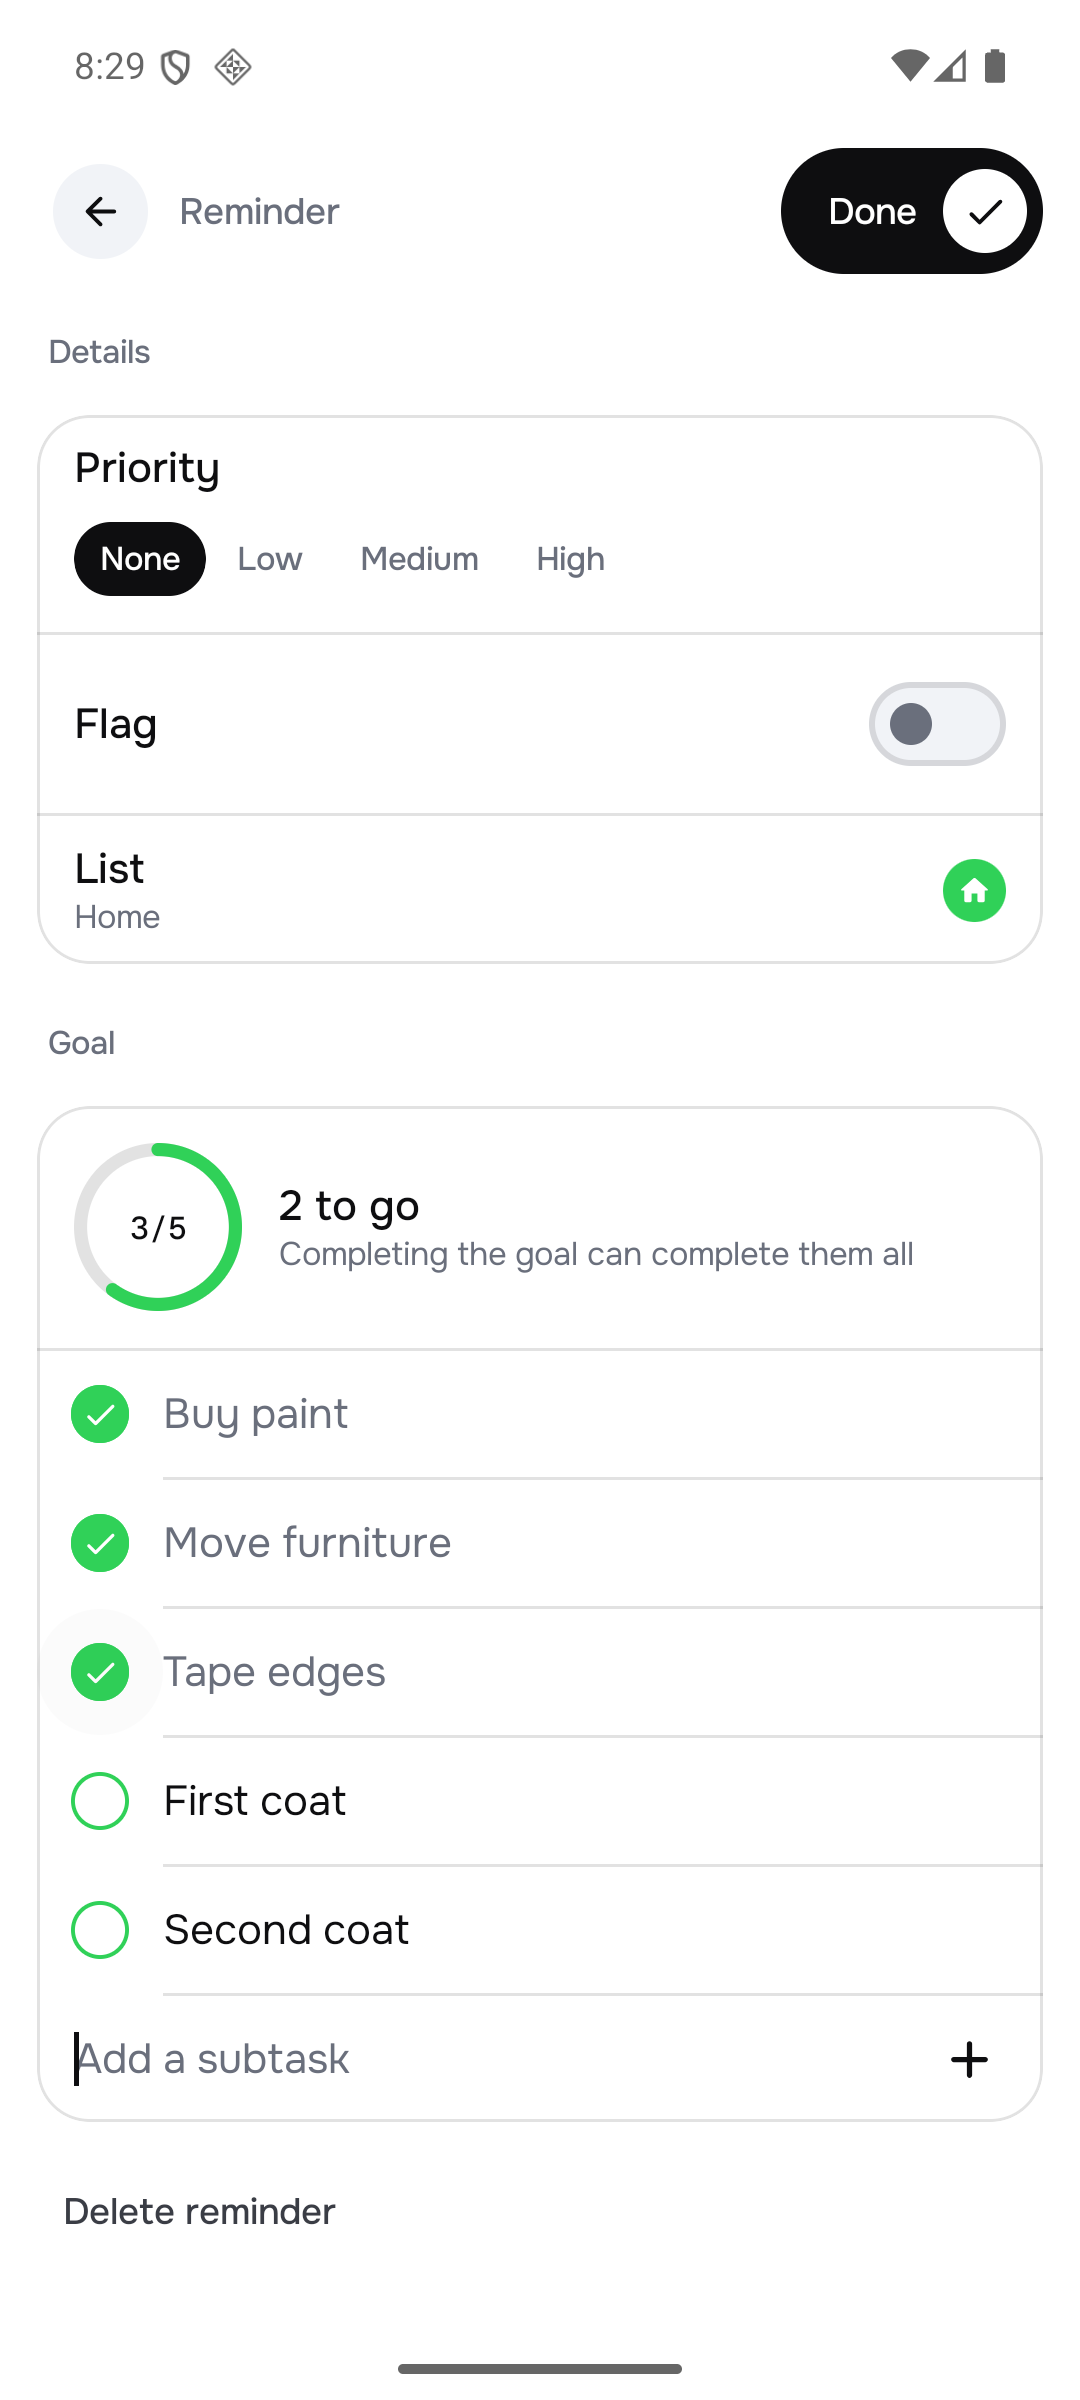 8:29
Reminder
Done
Details
Priority
None Low Medium High
Flag
List
Home
Goal
3/5
2 to go
Completing the goal can complete them all
Buy paint
Move furniture
Tape edges
First coat
Second coat
Add a subtask
Delete reminder